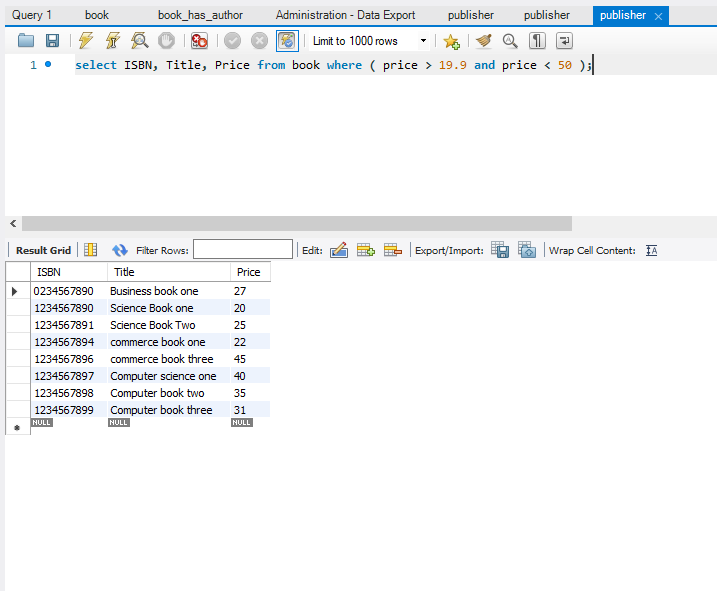 Query 1 book book_has_author Administration - Data Export publisher publisher publisher
Limit to 1000 rows
1 select ISBN, Title, Price from book where ( price > 19.9 and price < 50 );
Result Grid Filter Rows: Edit: Export/Import: Wrap Cell Content:
ISBN Title Price
0234567890 Business book one 27
1234567890 Science Book one 20
1234567891 Science Book Two 25
1234567894 commerce book one 22
1234567896 commerce book three 45
1234567897 Computer science one 40
1234567898 Computer book two 35
1234567899 Computer book three 31
NULL NULL NULL